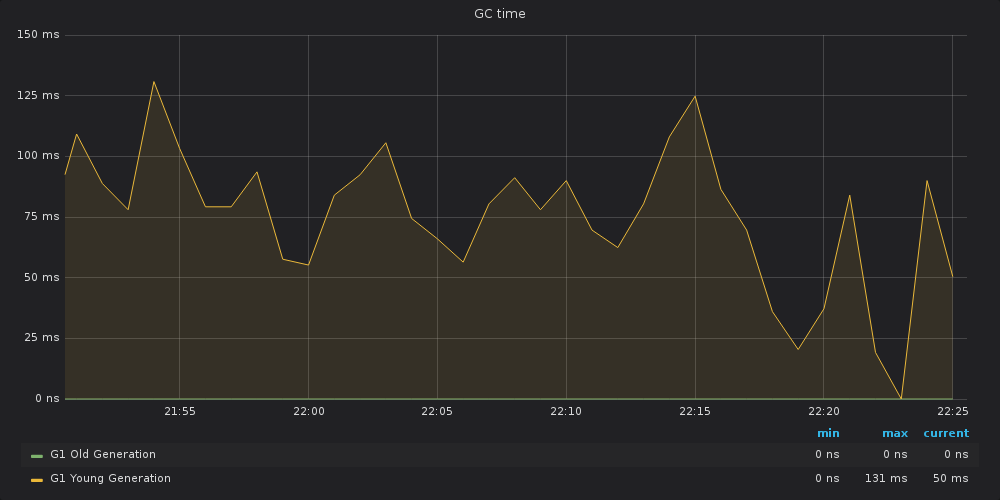 GC time
150 ms
125 ms
100 ms
75 ms
50 ms
25 ms
0 ns
21:55 22:00 22:05 22:10 22:15 22:20 22:25
min max current
G1 Old Generation 0 ns 0 ns 0 ns
G1 Young Generation 0 ns 131 ms 50 ms